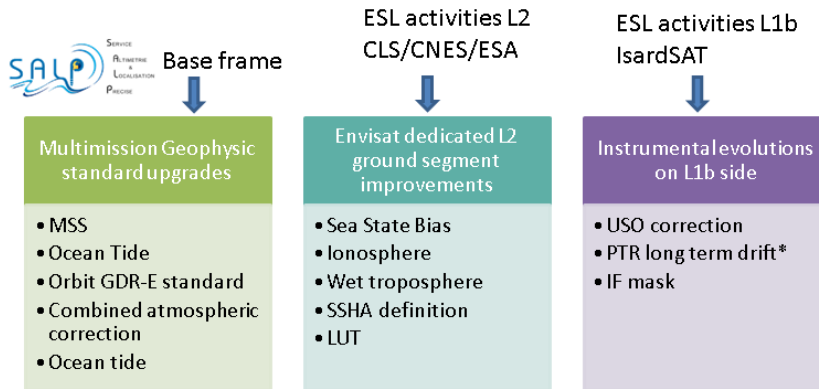 SALP
SERVICE
ALTIMETRIE
&
LOCALISATION
PRECISE
Base frame
ESL activities L2
CLS/CNES/ESA
ESL activities L1b
IsardSAT
Multimission Geophysic
standard upgrades
• MSS
• Ocean Tide
• Orbit GDR-E standard
• Combined atmospheric
correction
• Ocean tide
Envisat dedicated L2
ground segment
improvements
• Sea State Bias
• Ionosphere
• Wet troposphere
• SSHA definition
• LUT
Instrumental evolutions
on L1b side
• USO correction
• PTR long term drift*
• IF mask